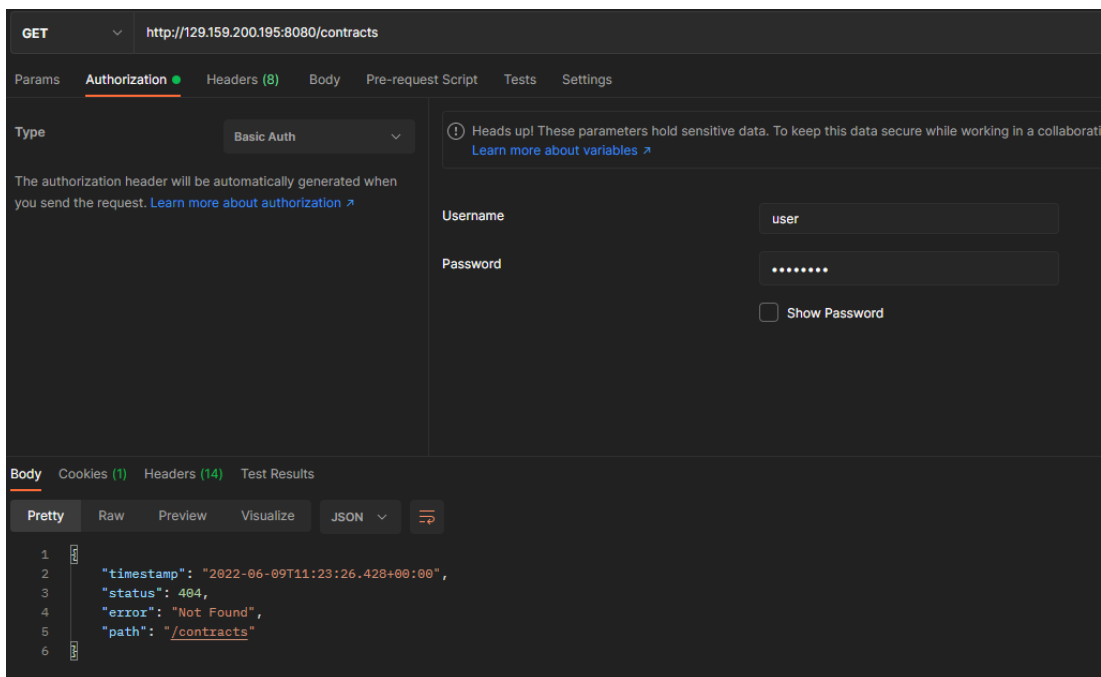 GET http://129.159.200.195:8080/contracts
Params Authorization Headers (8) Body Pre-request Script Tests Settings
Type Basic Auth
The authorization header will be automatically generated when
you send the request. Learn more about authorization ↗
Heads up! These parameters hold sensitive data. To keep this data secure while working in a collaborati
Learn more about variables ↗
Username user
Password ••••••••
Show Password
Body Cookies (1) Headers (14) Test Results
Pretty Raw Preview Visualize JSON
1 {
2 "timestamp": "2022-06-09T11:23:26.428+00:00",
3 "status": 404,
4 "error": "Not Found",
5 "path": "/contracts"
6 }